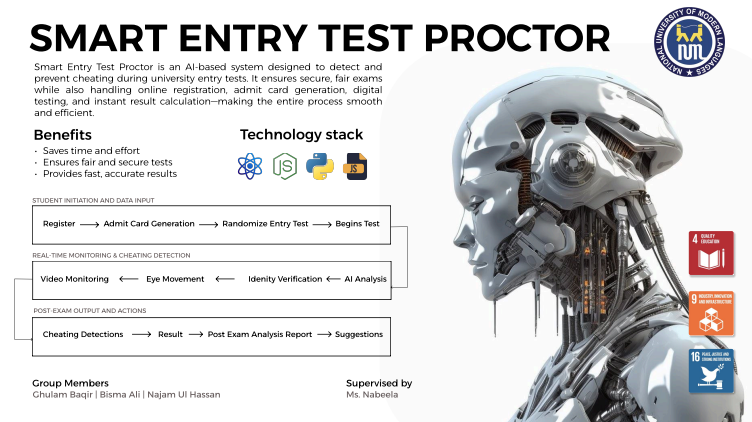 SMART ENTRY TEST PROCTOR
NATIONAL UNIVERSITY OF MODERN LANGUAGES
Smart Entry Test Proctor is an AI-based system designed to detect and
prevent cheating during university entry tests. It ensures secure, fair exams
while also handling online registration, admit card generation, digital
testing, and instant result calculation—making the entire process smooth
and efficient.
Benefits
• Saves time and effort
• Ensures fair and secure tests
• Provides fast, accurate results
Technology stack
JS
JS
STUDENT INITIATION AND DATA INPUT
Register → Admit Card Generation → Randomize Entry Test → Begins Test
REAL-TIME MONITORING & CHEATING DETECTION
Video Monitoring ← Eye Movement ← Idenity Verification ← AI Analysis
POST-EXAM OUTPUT AND ACTIONS
Cheating Detections → Result → Post Exam Analysis Report → Suggestions
4 QUALITY
EDUCATION
9 INDUSTRY, INNOVATION
AND INFRASTRUCTURE
16 PEACE, JUSTICE AND
STRONG INSTITUTIONS
Group Members
Ghulam Baqir | Bisma Ali | Najam Ul Hassan
Supervised by
Ms. Nabeela